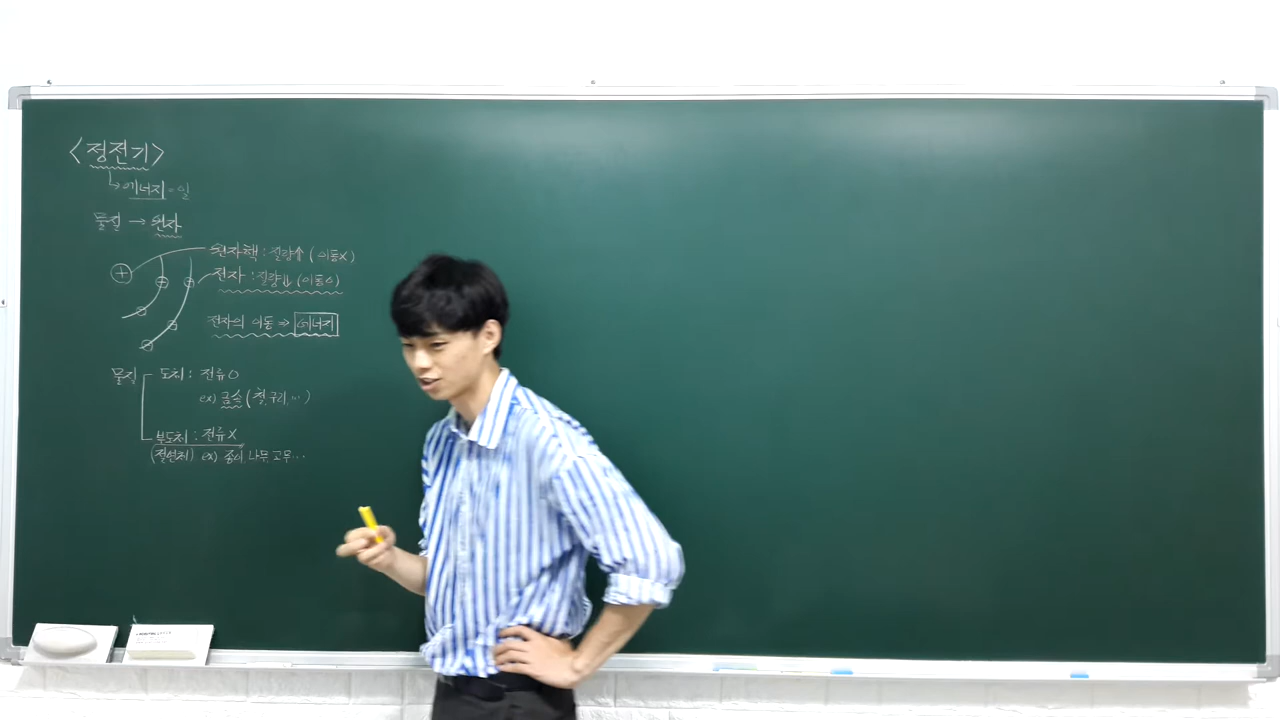 <정전기>
↳ 에너지 = 일
물질 → 원자
+ 원자핵 : 질량↑ (이동X)
전자 : 질량↓ (이동O)
전자의 이동 ⇒ 에너지
물질 도체 : 전류O
ex) 금속 (철, 구리, …)
부도체 : 전류X
(절연체) ex) 종이, 나무, 고무…